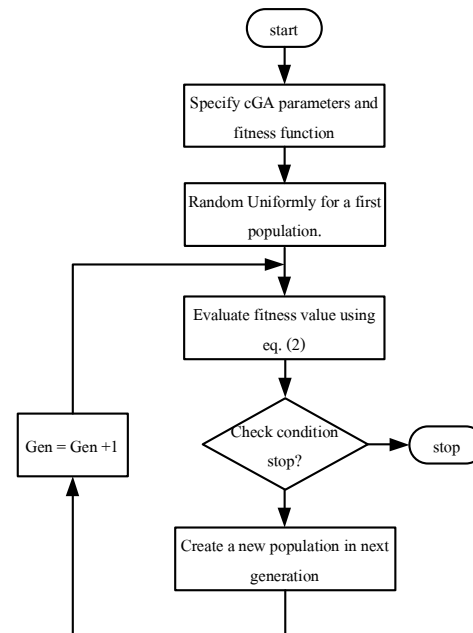 start
Specify cGA parameters and
fitness function
Random Uniformly for a first
population.
Evaluate fitness value using
eq. (2)
Check condition
stop?
stop
Gen = Gen +1
Create a new population in next
generation